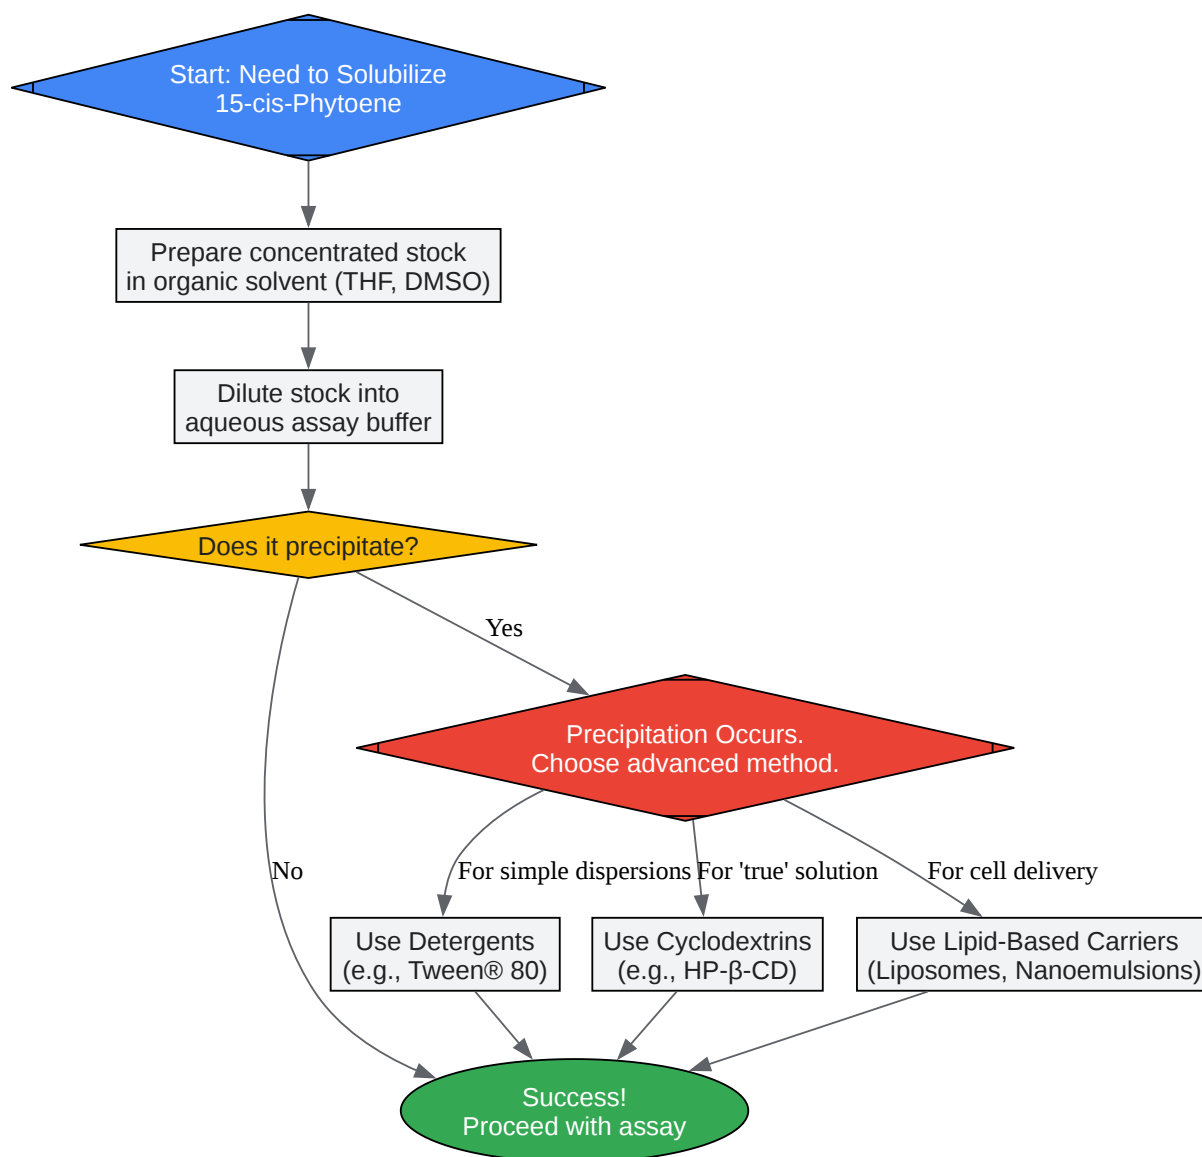 Start: Need to Solubilize
15-cis-Phytoene
Prepare concentrated stock
in organic solvent (THF, DMSO)
Dilute stock into
aqueous assay buffer
Does it precipitate?
Yes
Precipitation Occurs.
Choose advanced method.
No
For simple dispersions
For 'true' solution
For cell delivery
Use Detergents
(e.g., Tween® 80)
Use Cyclodextrins
(e.g., HP-β-CD)
Use Lipid-Based Carriers
(Liposomes, Nanoemulsions)
Success!
Proceed with assay